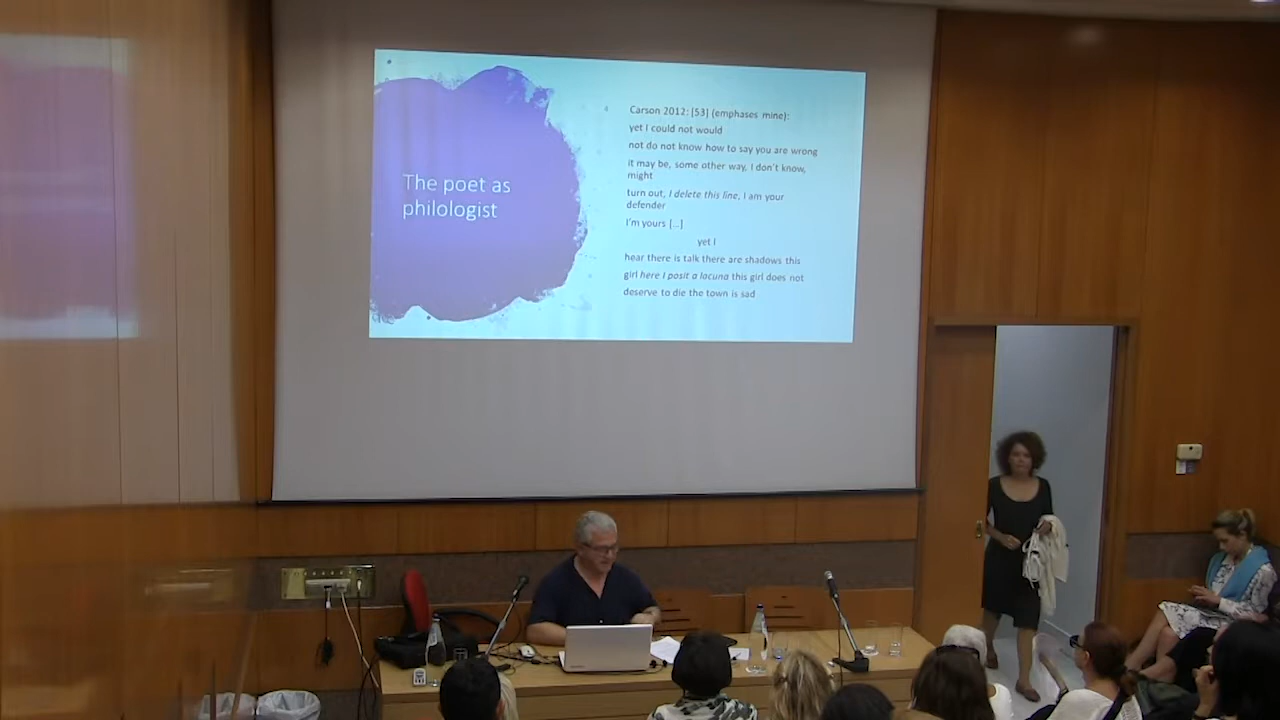 The poet as
philologist
4
Carson 2012: [53] (emphases mine):
yet I could not would
not do not know how to say you are wrong
it may be, some other way, I don't know,
might
turn out, I delete this line, I am your
defender
I'm yours [...]
yet I
hear there is talk there are shadows this
girl here I posit a lacuna this girl does not
deserve to die the town is sad